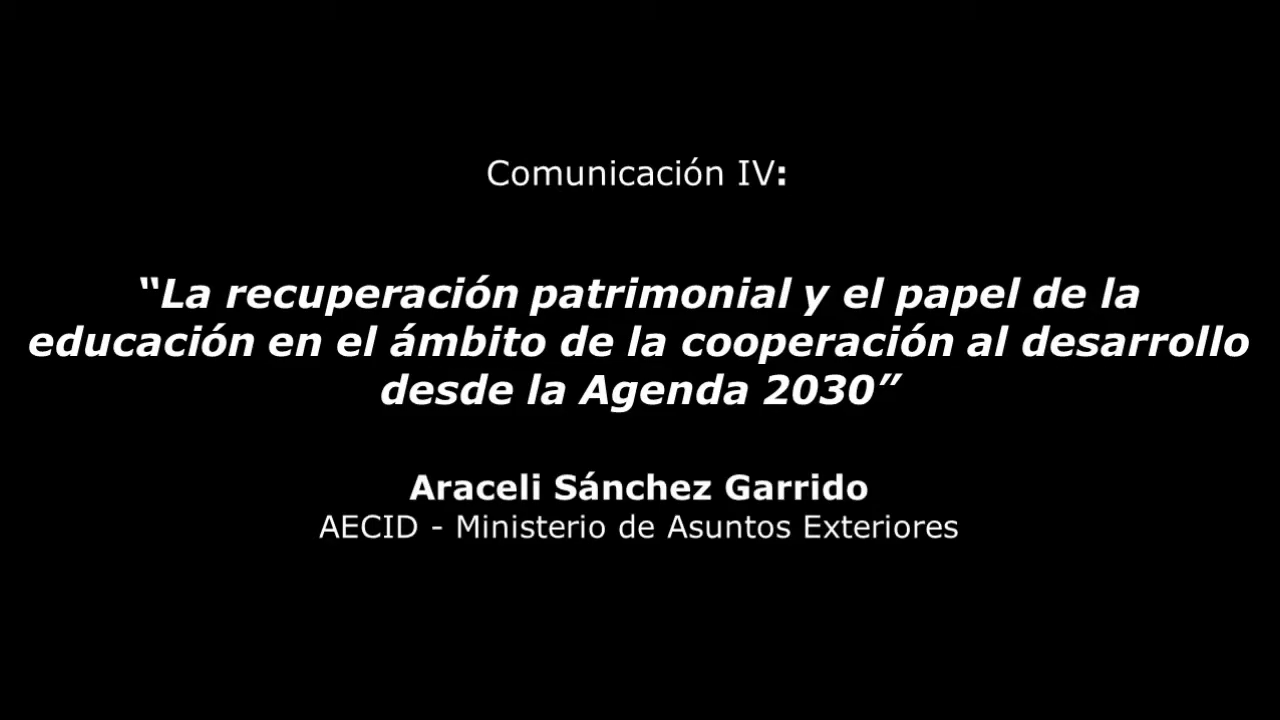 Comunicación IV:
“La recuperación patrimonial y el papel de la
educación en el ámbito de la cooperación al desarrollo
desde la Agenda 2030”
Araceli Sánchez Garrido
AECID - Ministerio de Asuntos Exteriores